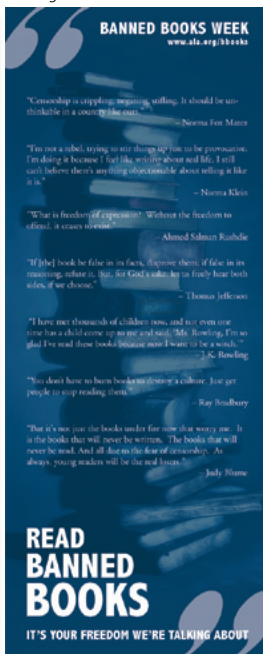 BANNED BOOKS WEEK
www.ala.org/bbooks
"Censorship is crippling, negating, stifling. It should be un-
thinkable in a country like ours."
– Norma Fox Mazer
"I'm not a rebel, trying to stir things up just to be provocative.
I'm doing it because I feel like writing about real life. I still
can't believe there's anything objectionable about telling it like
it is."
– Norma Klein
"What is freedom of expression? Without the freedom to
offend, it ceases to exist."
– Ahmed Salman Rushdie
"If [the] book be false in its facts, disprove them; if false in its
reasoning, refute it. But, for God's sake, let us freely hear both
sides, if we choose."
– Thomas Jefferson
"I have met thousands of children now, and not even one
time has a child come up to me and said, 'Ms. Rowling, I'm so
glad I've read these books because now I want to be a witch.'"
– J.K. Rowling
"You don't have to burn books to destroy a culture. Just get
people to stop reading them."
– Ray Bradbury
"But it's not just the books under fire now that worry me. It
is the books that will never be written. The books that will
never be read. And all due to the fear of censorship. As
always, young readers will be the real losers."
– Judy Blume
READ
BANNED
BOOKS
IT'S YOUR FREEDOM WE'RE TALKING ABOUT